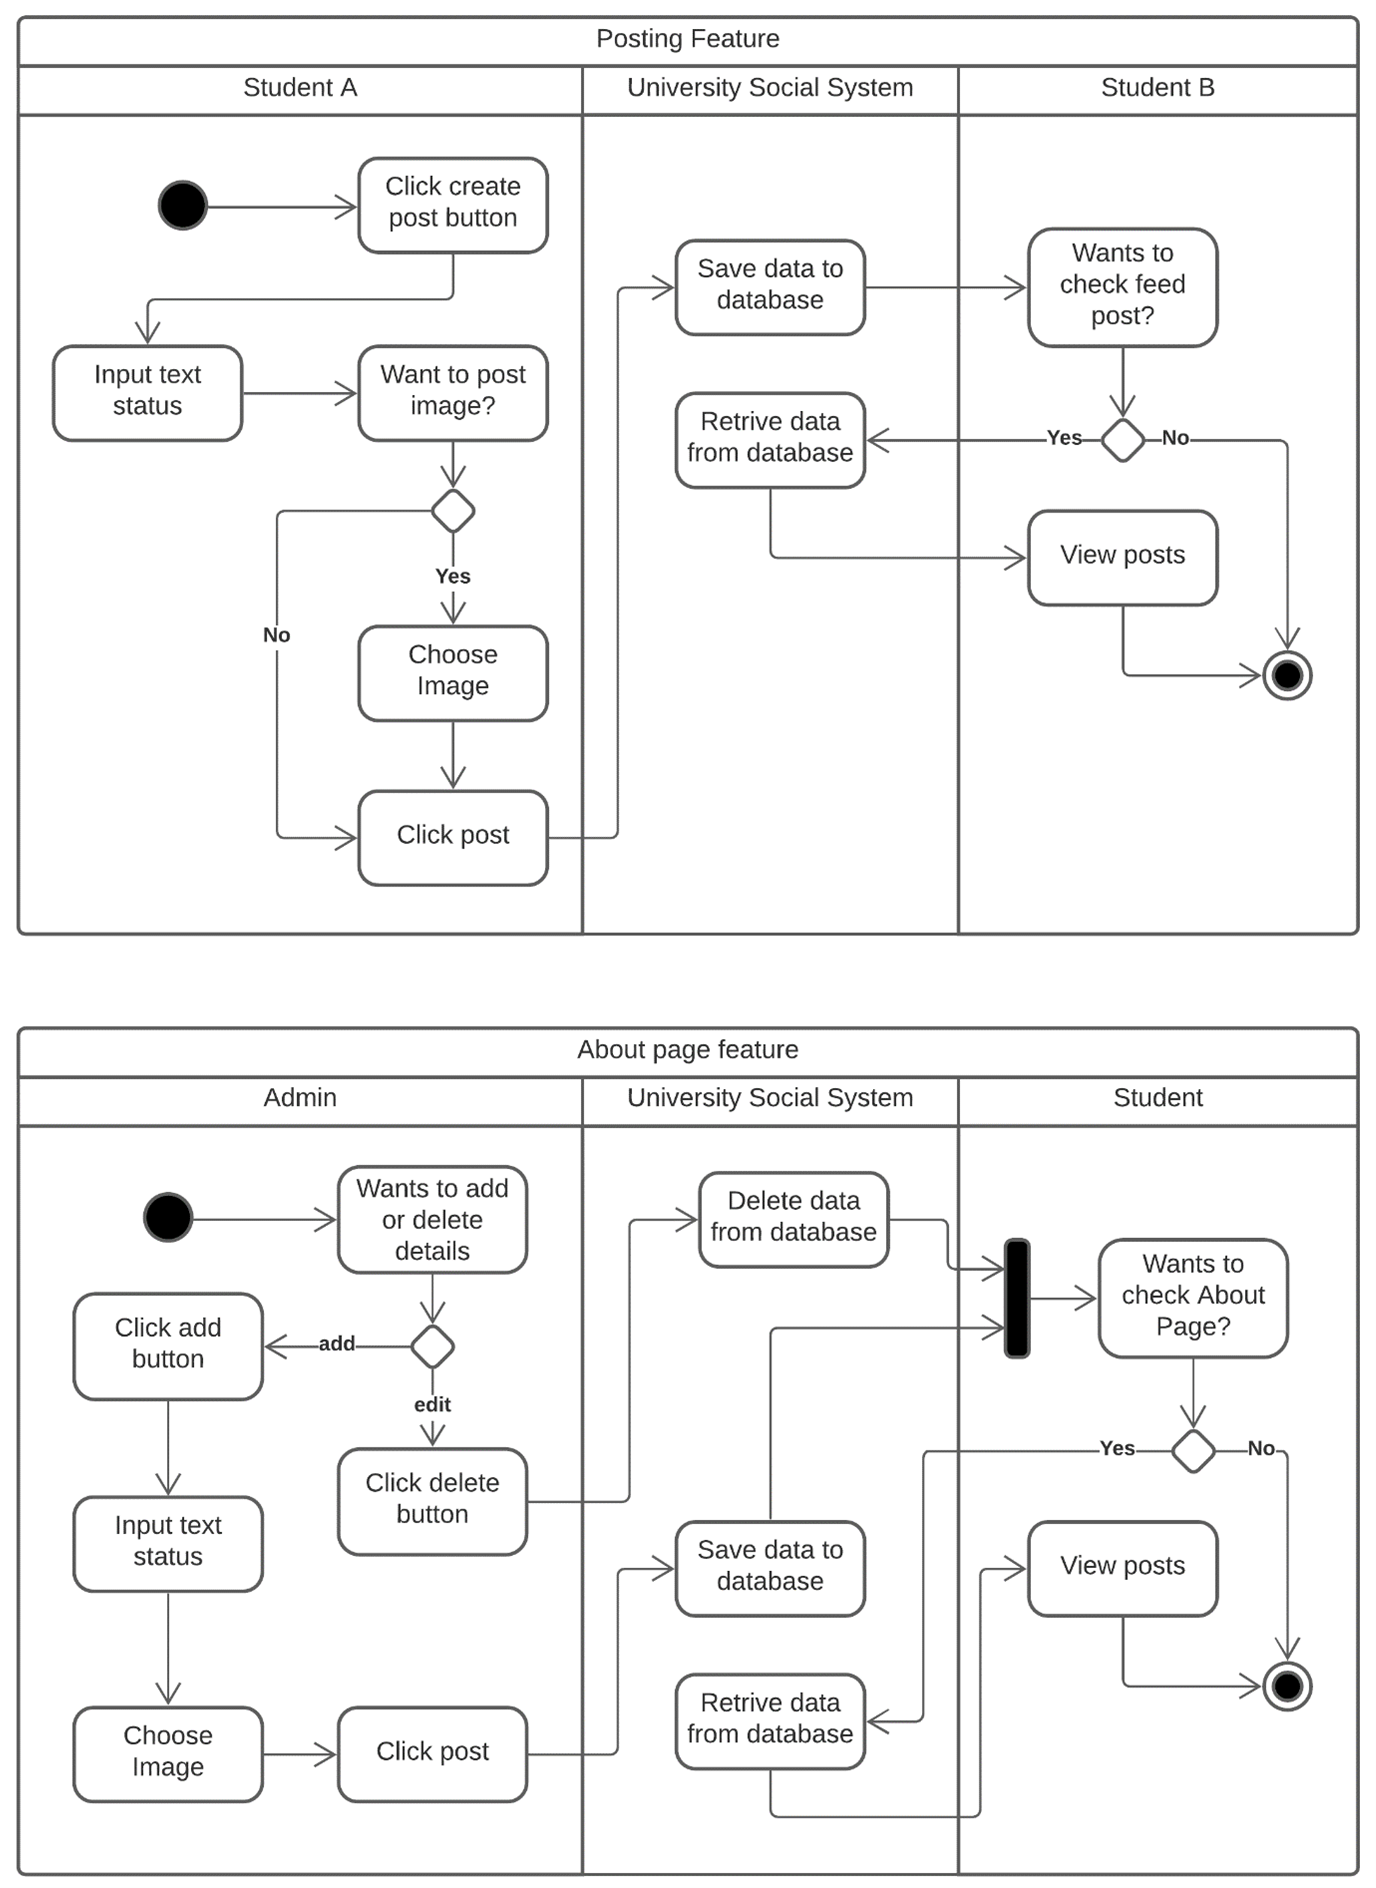 Posting Feature
Student A
University Social System
Student B
Click create
post button
Input text
status
Want to post
image?
Yes
No
Choose
Image
Click post
Save data to
database
Wants to
check feed
post?
Yes
No
Retrive data
from database
View posts
About page feature
Admin
University Social System
Student
Wants to add
or delete
details
add
edit
Click add
button
Click delete
button
Input text
status
Choose
Image
Click post
Delete data
from database
Save data to
database
Wants to
check About
Page?
Yes
No
Retrive data
from database
View posts